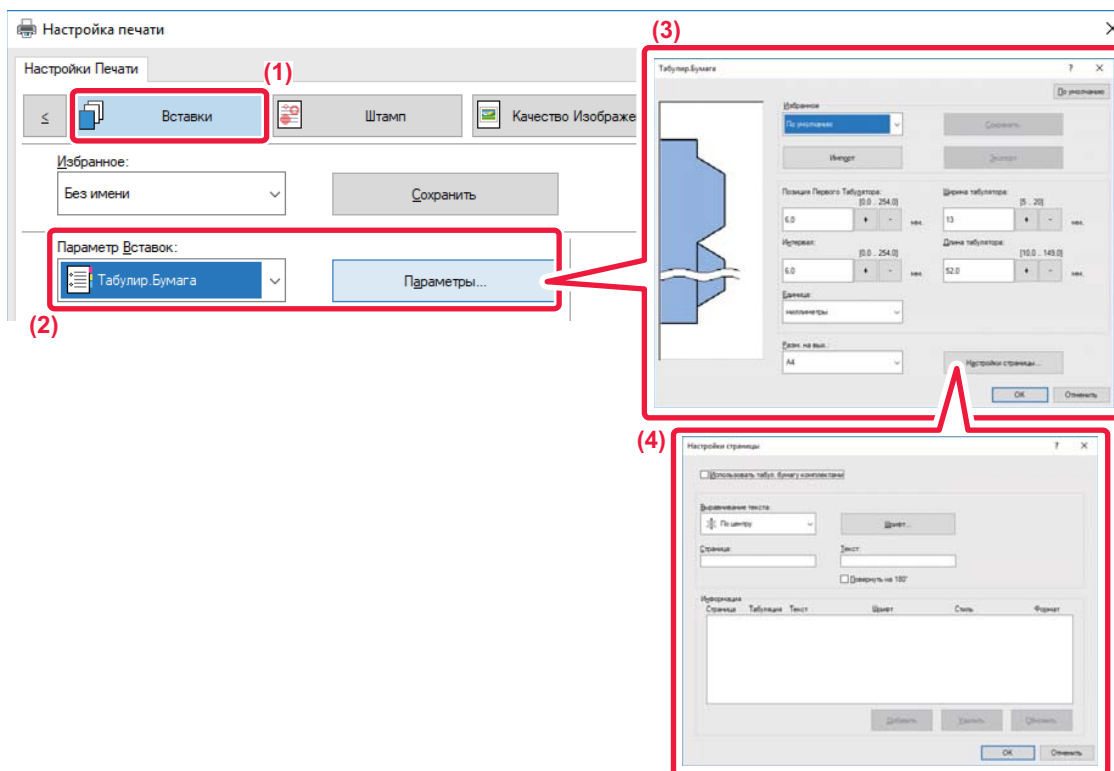 Настройка печати
Настройки Печати
(1)
≤
Вставки
Штамп
Качество Изображе
Избранное:
Без имени
Сохранить
Параметр Вставок:
Табулир.Бумага
Параметры...
(2)
(3)
Табулир.Бумага
? ×
По умолчанию
Избранное
По умолчанию
Сохранить
Импорт
Экспорт
Позиция Первого Табулятора:
[0,0 .. 254,0]
6,0 + - мм.
Ширина табулятора:
[5 .. 20]
13 + - мм.
Интервал:
[0,0 .. 254,0]
6,0 + - мм.
Длина табулятора:
[10,0 .. 149,0]
52,0 + - мм.
Единица:
миллиметры
Разм. на вых.:
A4
Настройки страницы...
OK
Отменить
(4)
Настройки страницы
? ×
Использовать табул. бумагу комплектами
Выравнивание текста:
По центру
Шрифт...
Страница:
Текст:
Повернуть на 180°
Информация
Страница Табуляция Текст Шрифт Стиль Формат
Добавить
Удалить
Обновить
OK
Отменить